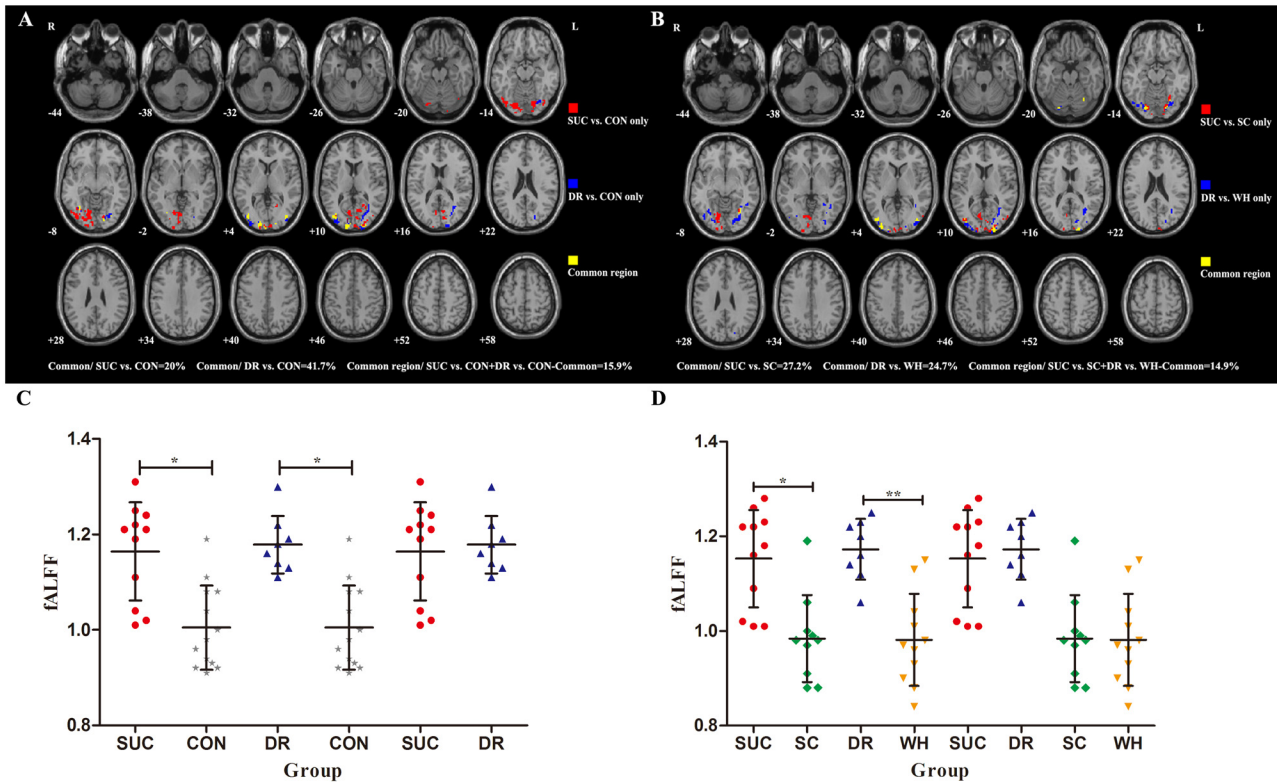 A
R
L
-44
-38
-32
-26
-20
-14
SUC vs. CON only
-8
-2
+4
+10
+16
+22
DR vs. CON only
+28
+34
+40
+46
+52
+58
Common region
Common/ SUC vs. CON=20% Common/ DR vs. CON=41.7% Common region/ SUC vs. CON+DR vs. CON-Common=15.9%
B
R
L
-44
-38
-32
-26
-20
-14
SUC vs. SC only
-8
-2
+4
+10
+16
+22
DR vs. WH only
+28
+34
+40
+46
+52
+58
Common region
Common/ SUC vs. SC=27.2% Common/ DR vs. WH=24.7% Common region/ SUC vs. SC+DR vs. WH-Common=14.9%
C
fALFF
1.4
1.2
1.0
0.8
* *
SUC CON DR CON SUC DR
Group
D
fALFF
1.4
1.2
1.0
0.8
* **
SUC SC DR WH SUC DR SC WH
Group